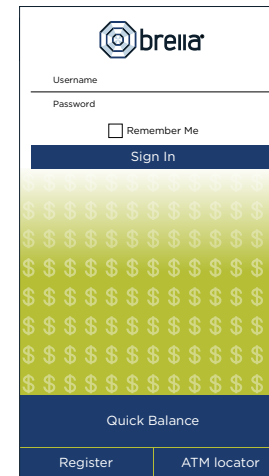 brella
Username
Password
Remember Me
Sign In
$ $ $ $ $ $ $ $ $ $ $ $
$ $ $ $ $ $ $ $ $ $ $ $
$ $ $ $ $ $ $ $ $ $ $ $
$ $ $ $ $ $ $ $ $ $ $ $
$ $ $ $ $ $ $ $ $ $ $ $
$ $ $ $ $ $ $ $ $ $ $ $
$ $ $ $ $ $ $ $ $ $ $ $
$ $ $ $ $ $ $ $ $ $ $ $
Quick Balance
Register ATM locator